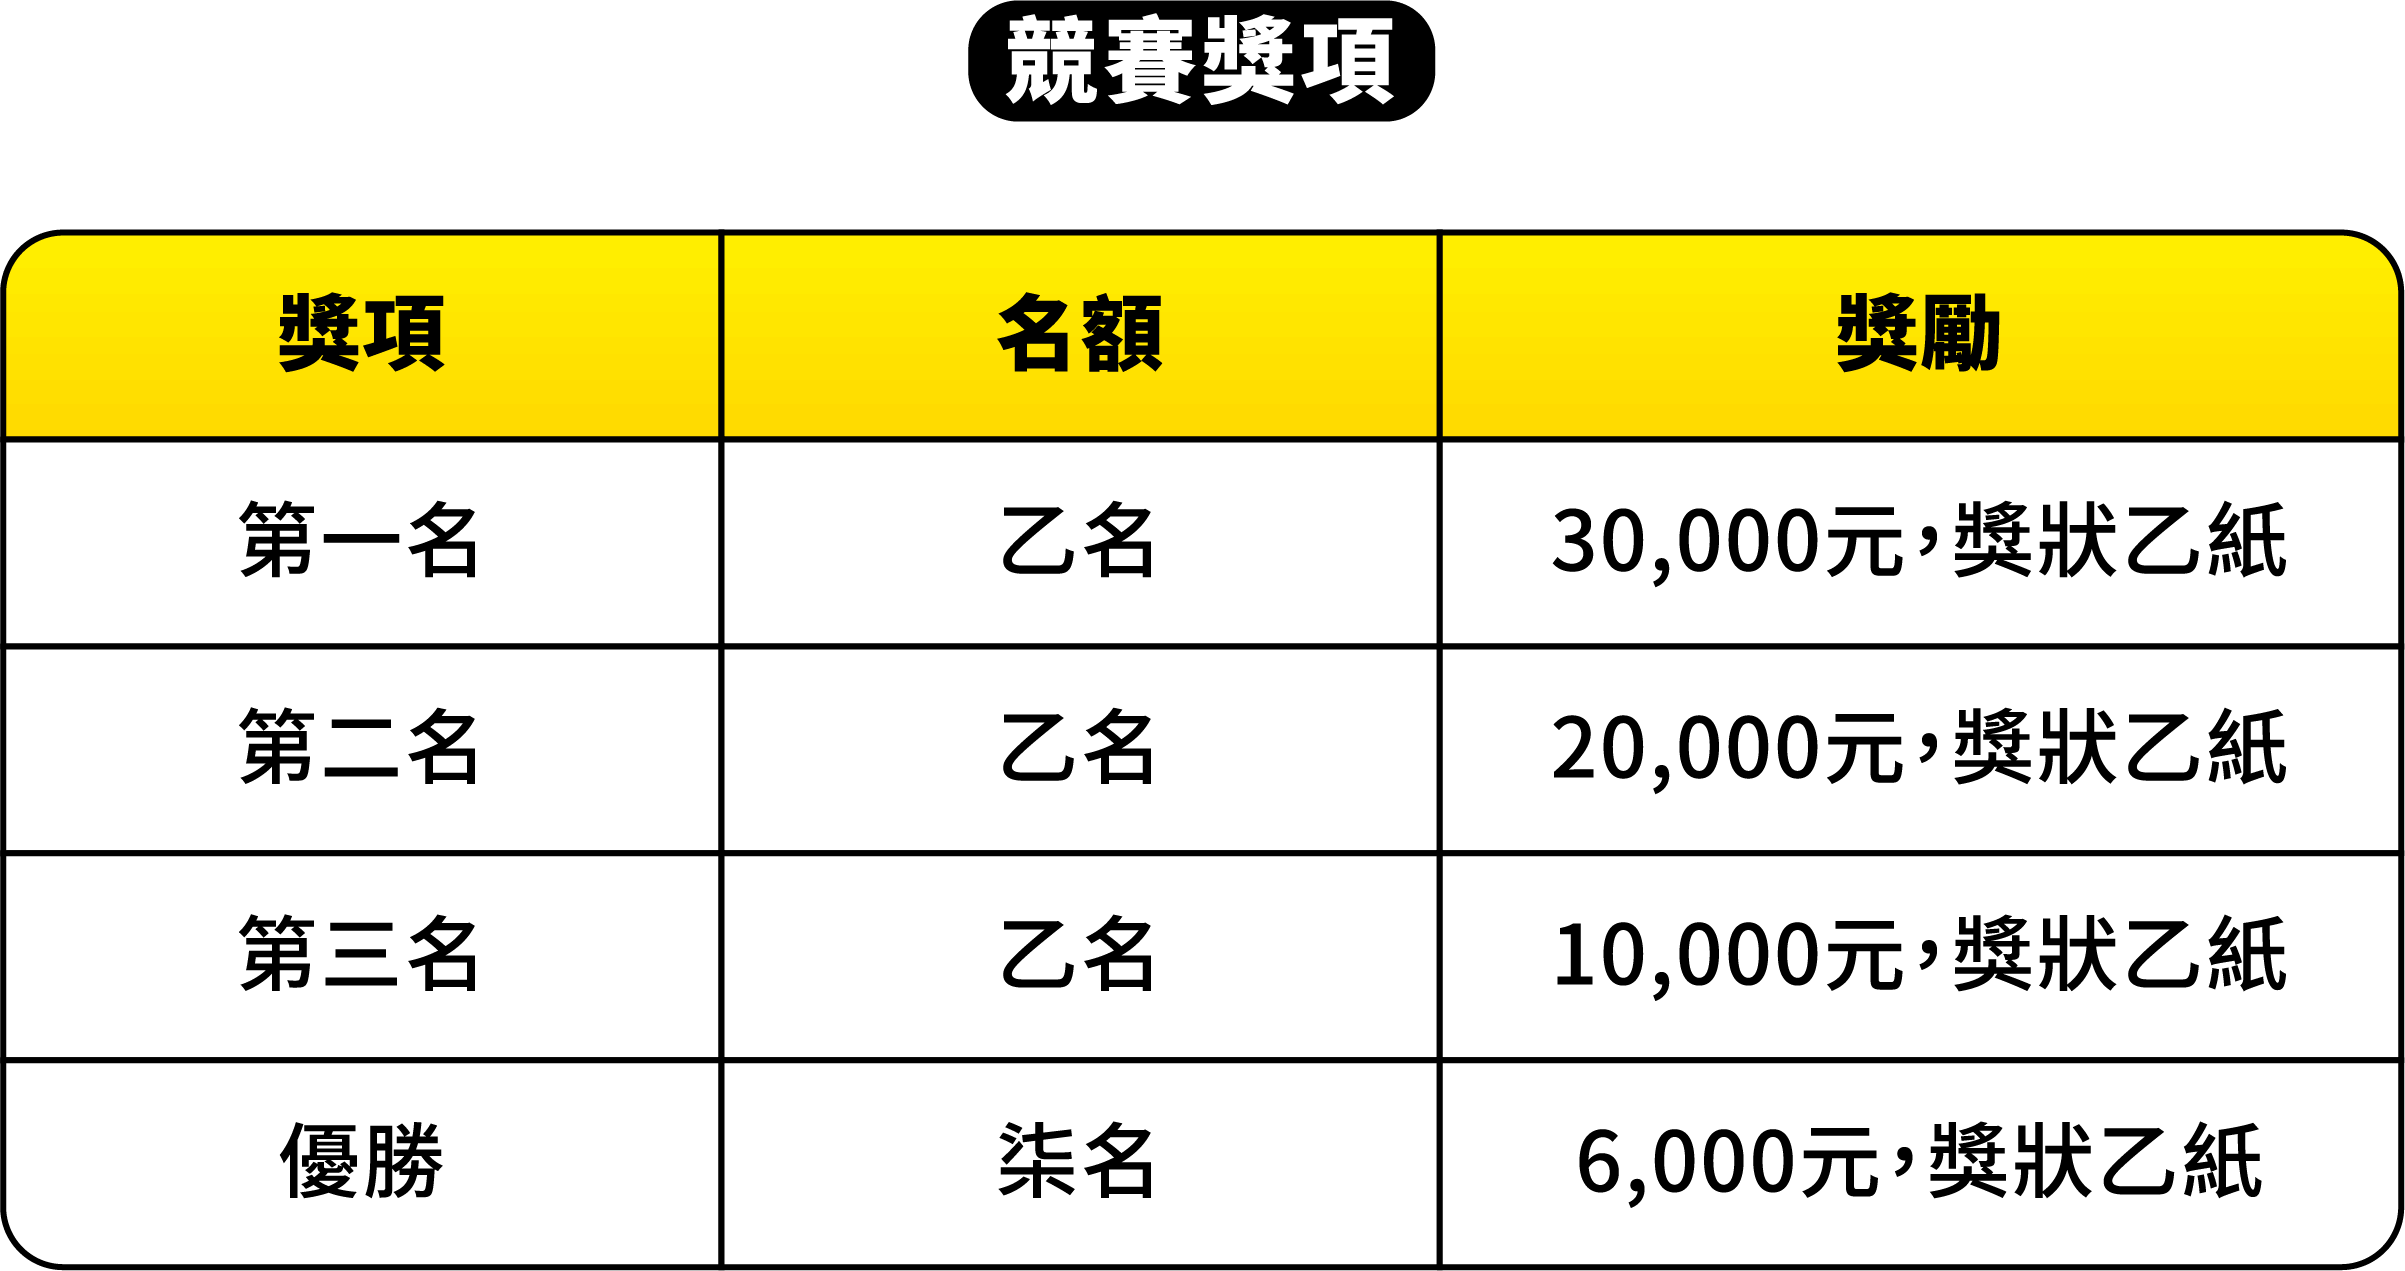 競賽獎項
獎項 名額 獎勵
第一名 乙名 30,000元，獎狀乙紙
第二名 乙名 20,000元，獎狀乙紙
第三名 乙名 10,000元，獎狀乙紙
優勝 柒名 6,000元，獎狀乙紙